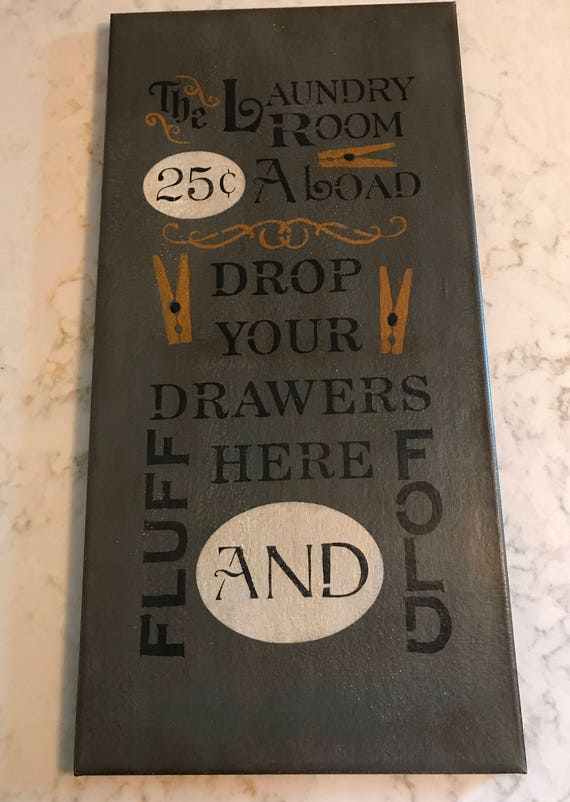 The LAUNDRY
ROOM
25¢ A LOAD
DROP
YOUR
DRAWERS
HERE
FLUFF
AND
FOLD